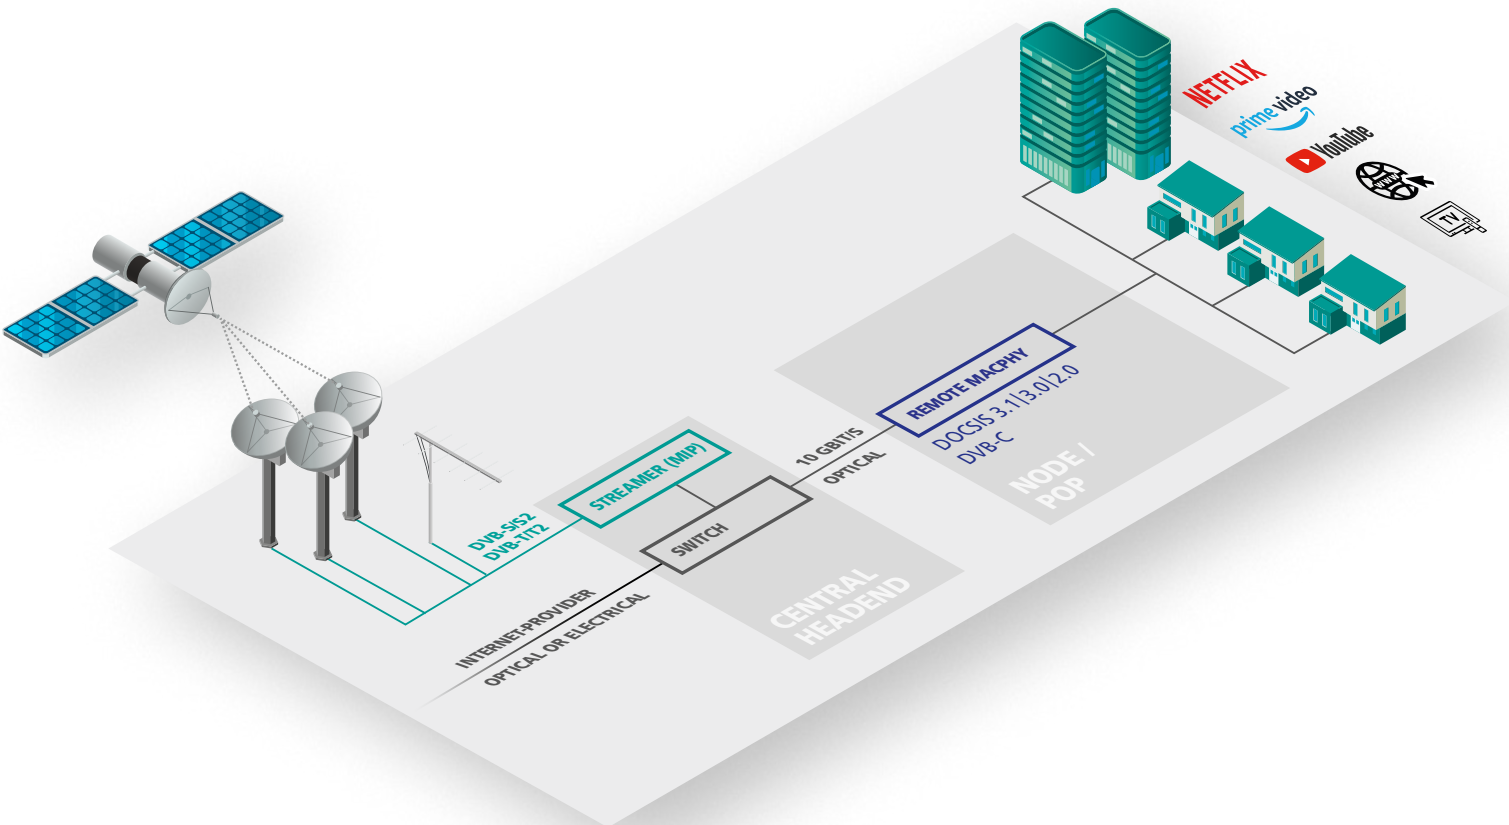 NETFLIX
prime video
YouTube
WWW
TV
REMOTE MACPHY
DOCSIS 3.1|3.0|2.0
DVB-C
NODE /
POP
10 GBIT/S
OPTICAL
STREAMER (MIP)
SWITCH
CENTRAL
HEADEND
DVB-S/S2
DVB-T/T2
INTERNET-PROVIDER
OPTICAL OR ELECTRICAL